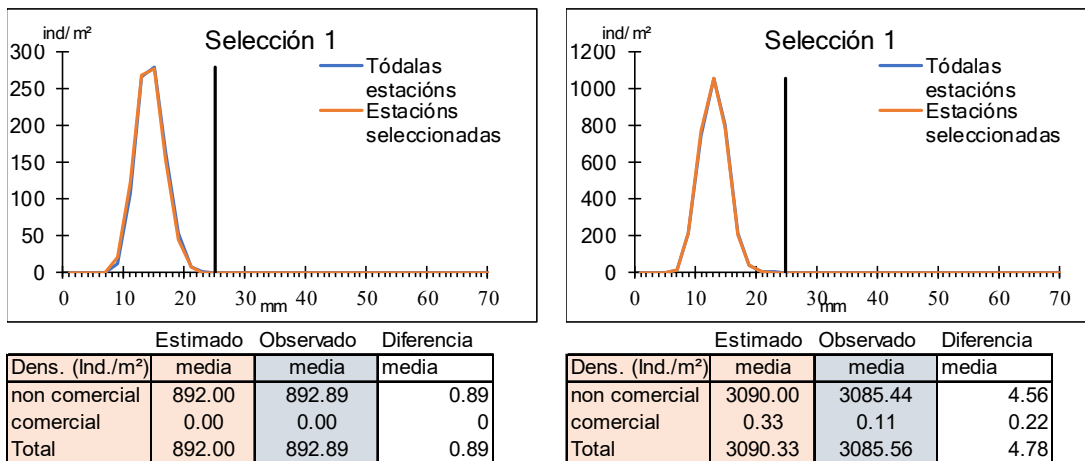 ind/ m²
Selección 1
300
250
200
150
100
50
0
Tódalas
estacións
Estacións
seleccionadas
0 10 20 30 40 50 60 70
mm
Estimado Observado Diferencia
Dens. (Ind./m²) media media media
non comercial 892.00 892.89 0.89
comercial 0.00 0.00 0
Total 892.00 892.89 0.89
ind/ m²
Selección 1
1200
1000
800
600
400
200
0
Tódalas
estacións
Estacións
seleccionadas
0 10 20 30 40 50 60 70
mm
Estimado Observado Diferencia
Dens. (Ind./m²) media media media
non comercial 3090.00 3085.44 4.56
comercial 0.33 0.11 0.22
Total 3090.33 3085.56 4.78